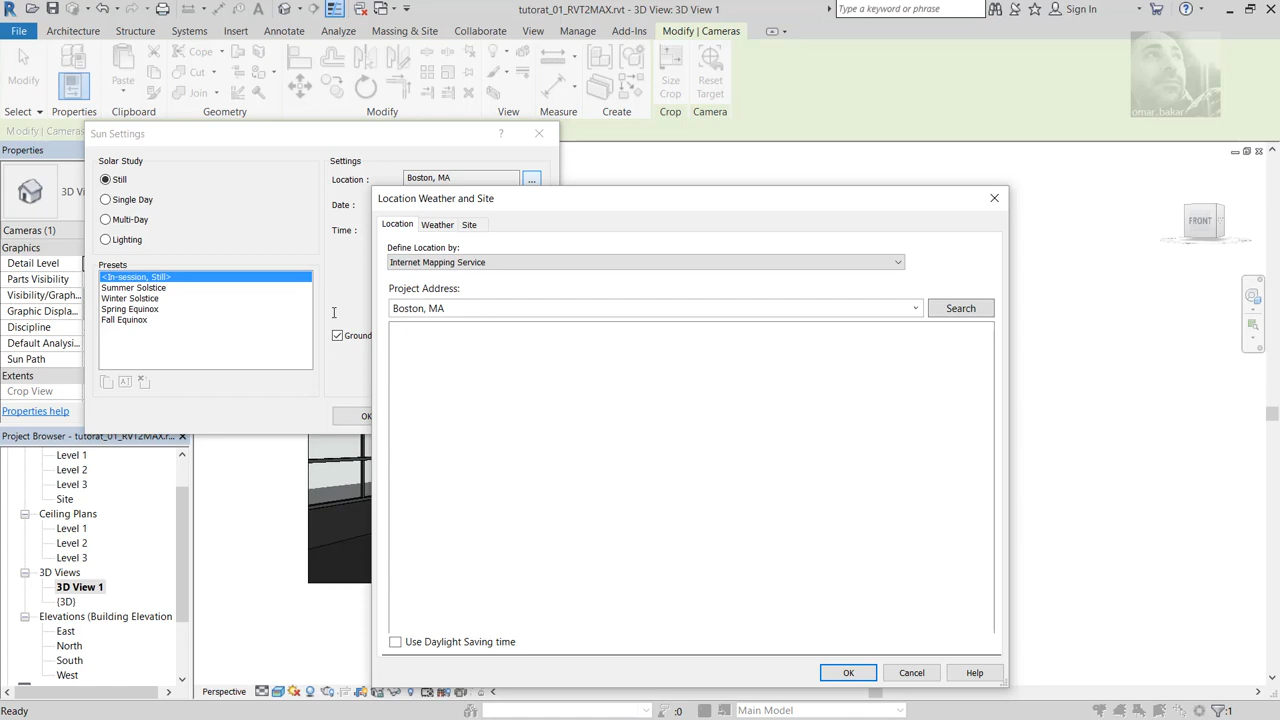 tutorat_01_RVT2MAX.rvt - 3D View: 3D View 1
Type a keyword or phrase
Sign In
File
Architecture
Structure
Systems
Insert
Annotate
Analyze
Massing & Site
Collaborate
View
Manage
Add-Ins
Modify | Cameras
Modify
Paste
Cope
Cut
Join
Size Crop
Reset Target
Select
Properties
Clipboard
Geometry
Modify
View
Measure
Create
Crop
Camera
omar_bakar
Modify | Cameras
Sun Settings
Properties
3D Vi
Cameras (1)
Graphics
Detail Level
Parts Visibility
Visibility/Graph...
Graphic Displa...
Discipline
Default Analysi...
Sun Path
Extents
Crop View
Properties help
Solar Study
Still
Single Day
Multi-Day
Lighting
Presets
<In-session, Still>
Summer Solstice
Winter Solstice
Spring Equinox
Fall Equinox
Settings
Location :
Boston, MA
...
Date :
Time :
Ground
OK
Location Weather and Site
Location
Weather
Site
Define Location by:
Internet Mapping Service
Project Address:
Boston, MA
Search
Use Daylight Saving time
OK
Cancel
Help
FRONT
Project Browser - tutorat_01_RVT2MAX.r...
Level 1
Level 2
Level 3
Site
Ceiling Plans
Level 1
Level 2
Level 3
3D Views
3D View 1
{3D}
Elevations (Building Elevation
East
North
South
West
Perspective
Ready
:0
Main Model
:1